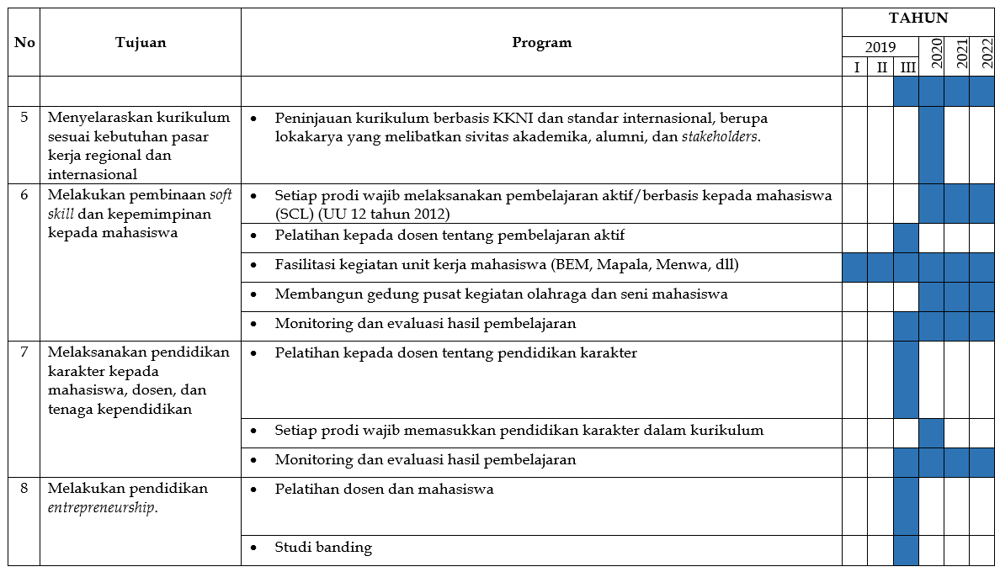 No
Tujuan
Program
TAHUN
2019
2020
2021
2022
I
II
III
5
Menyelaraskan kurikulum
sesuai kebutuhan pasar
kerja regional dan
internasional
• Peninjauan kurikulum berbasis KKNI dan standar internasional, berupa
lokakarya yang melibatkan sivitas akademika, alumni, dan stakeholders.
6
Melakukan pembinaan soft
skill dan kepemimpinan
kepada mahasiswa
• Setiap prodi wajib melaksanakan pembelajaran aktif/berbasis kepada mahasiswa
(SCL) (UU 12 tahun 2012)
• Pelatihan kepada dosen tentang pembelajaran aktif
• Fasilitasi kegiatan unit kerja mahasiswa (BEM, Mapala, Menwa, dll)
• Membangun gedung pusat kegiatan olahraga dan seni mahasiswa
• Monitoring dan evaluasi hasil pembelajaran
7
Melaksanakan pendidikan
karakter kepada
mahasiswa, dosen, dan
tenaga kependidikan
• Pelatihan kepada dosen tentang pendidikan karakter
• Setiap prodi wajib memasukkan pendidikan karakter dalam kurikulum
• Monitoring dan evaluasi hasil pembelajaran
8
Melakukan pendidikan
entrepreneurship.
• Pelatihan dosen dan mahasiswa
• Studi banding